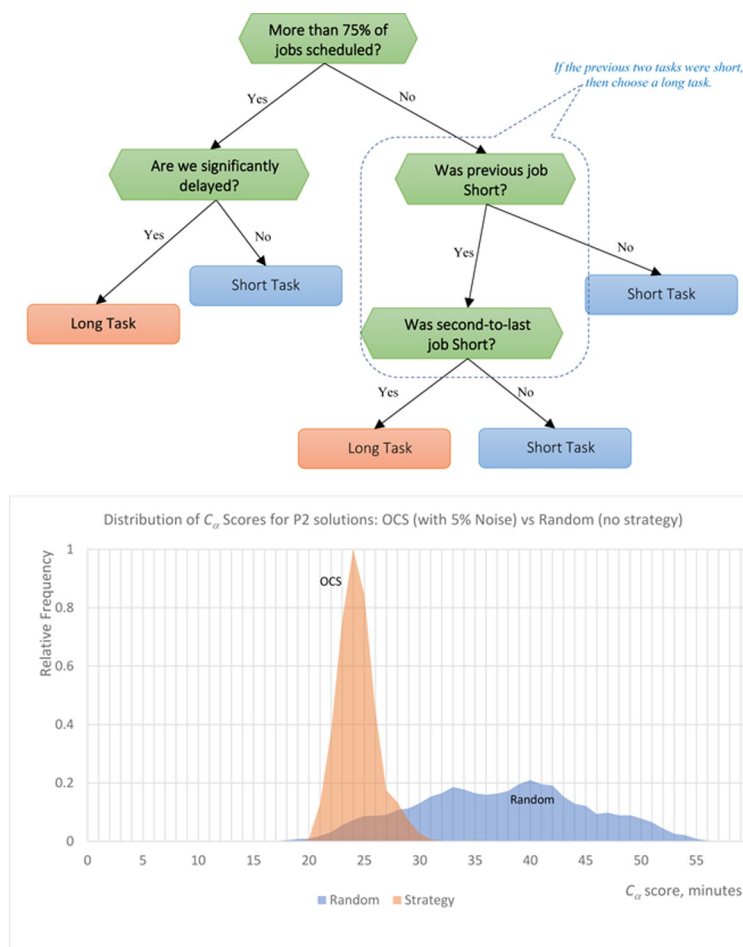 More than 75% of
jobs scheduled?
If the previous two tasks were short,
then choose a long task.
Yes
No
Are we significantly
delayed?
Was previous job
Short?
Yes
No
Yes
No
Short Task
Short Task
Long Task
Was second-to-last
job Short?
Yes
No
Long Task
Short Task
Distribution of Cα Scores for P2 solutions: OCS (with 5% Noise) vs Random (no strategy)
Relative Frequency
1
0.8
0.6
0.4
0.2
0
OCS
Random
0 5 10 15 20 25 30 35 40 45 50 55
Cα score, minutes
Random Strategy